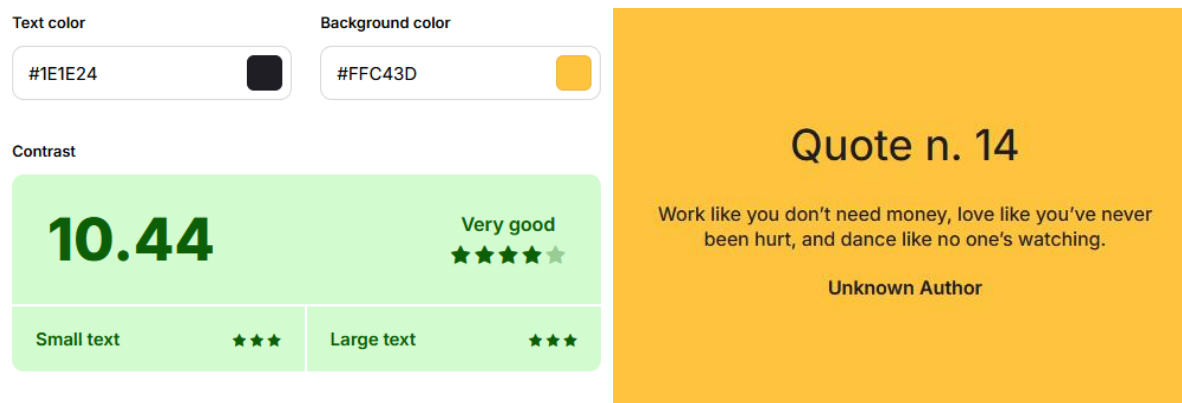 Text color
#1E1E24
Background color
#FFC43D
Contrast
10.44
Very good
Small text
Large text
Quote n. 14
Work like you don’t need money, love like you’ve never
been hurt, and dance like no one’s watching.
Unknown Author